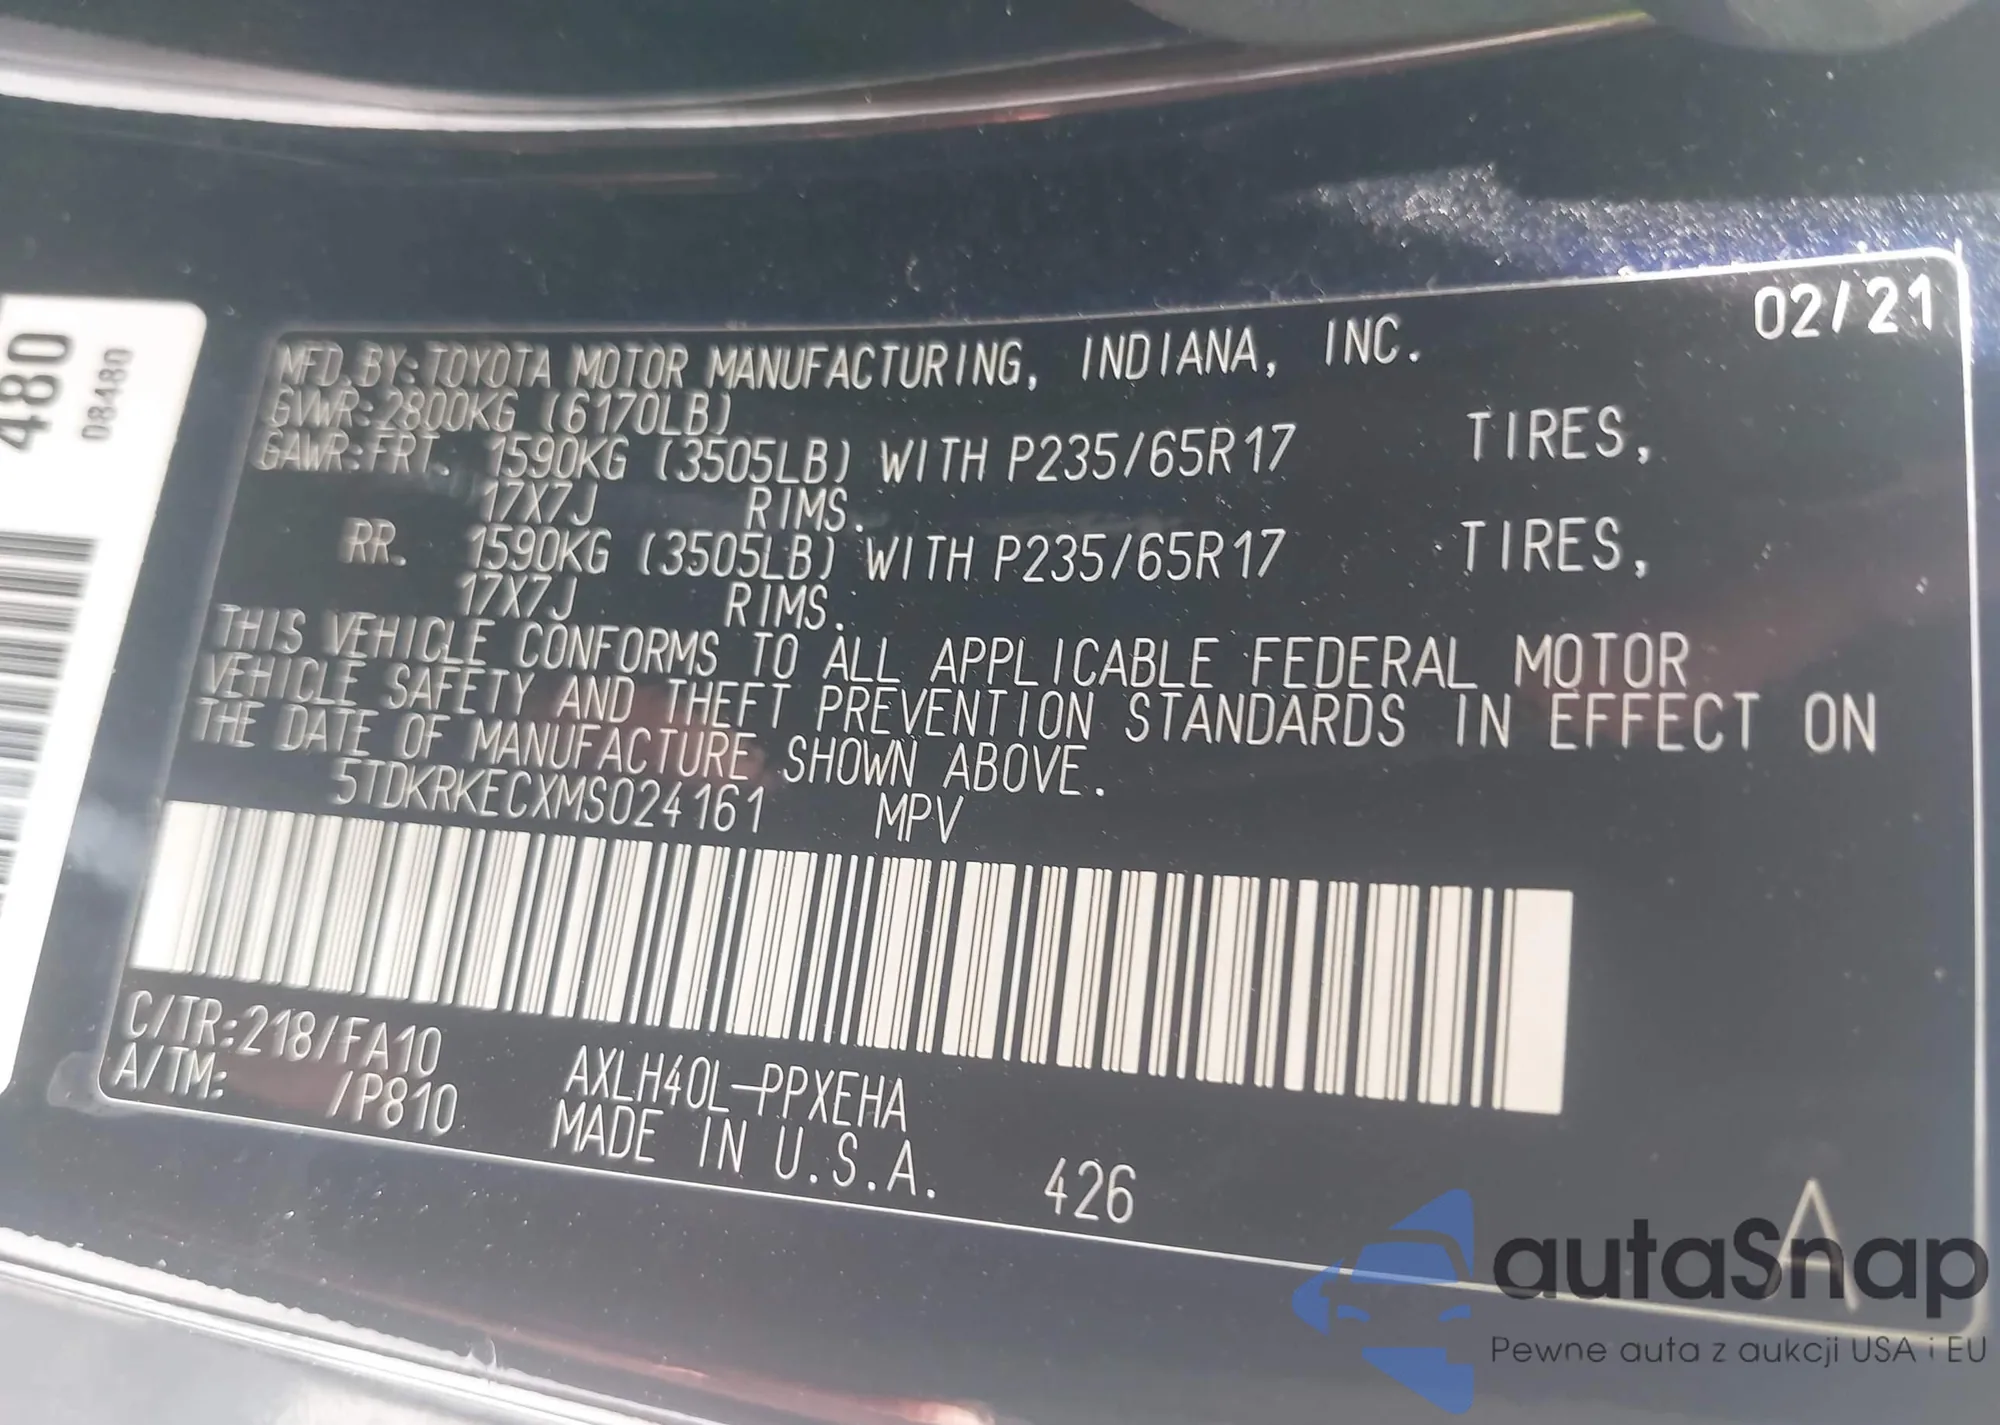 02/21
MFD. BY: TOYOTA MOTOR MANUFACTURING, INDIANA, INC.
GVWR: 2800KG (6170LB)
GAWR: FRT. 1590KG (3505LB) WITH P235/65R17 TIRES,
17X7J RIMS.
RR. 1590KG (3505LB) WITH P235/65R17 TIRES,
17X7J RIMS.
THIS VEHICLE CONFORMS TO ALL APPLICABLE FEDERAL MOTOR
VEHICLE SAFETY AND THEFT PREVENTION STANDARDS IN EFFECT ON
THE DATE OF MANUFACTURE SHOWN ABOVE.
5TDKRKECXMS024161 MPV
C/TR: 218/FA10 AXLH40L-PPXEHA
A/TM: /P810 MADE IN U.S.A. 426
A
480
08480
autaSnap
Pewne auta z aukcji USA i EU